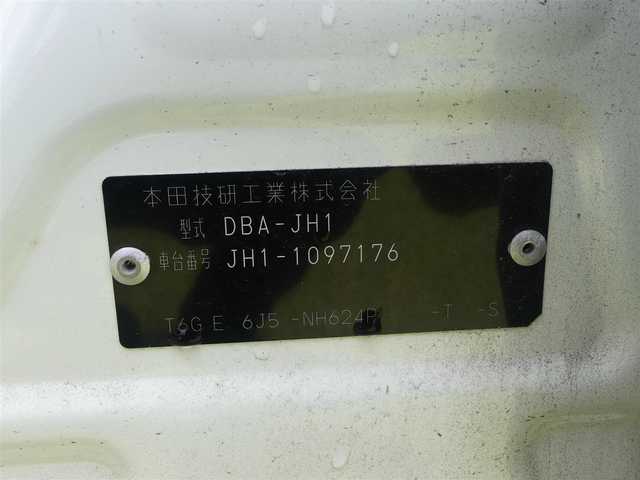 本田技研工業株式会社
型式 DBA-JH1
車台番号 JH1-1097176
T6G E 6J5 -NH624P -T -S